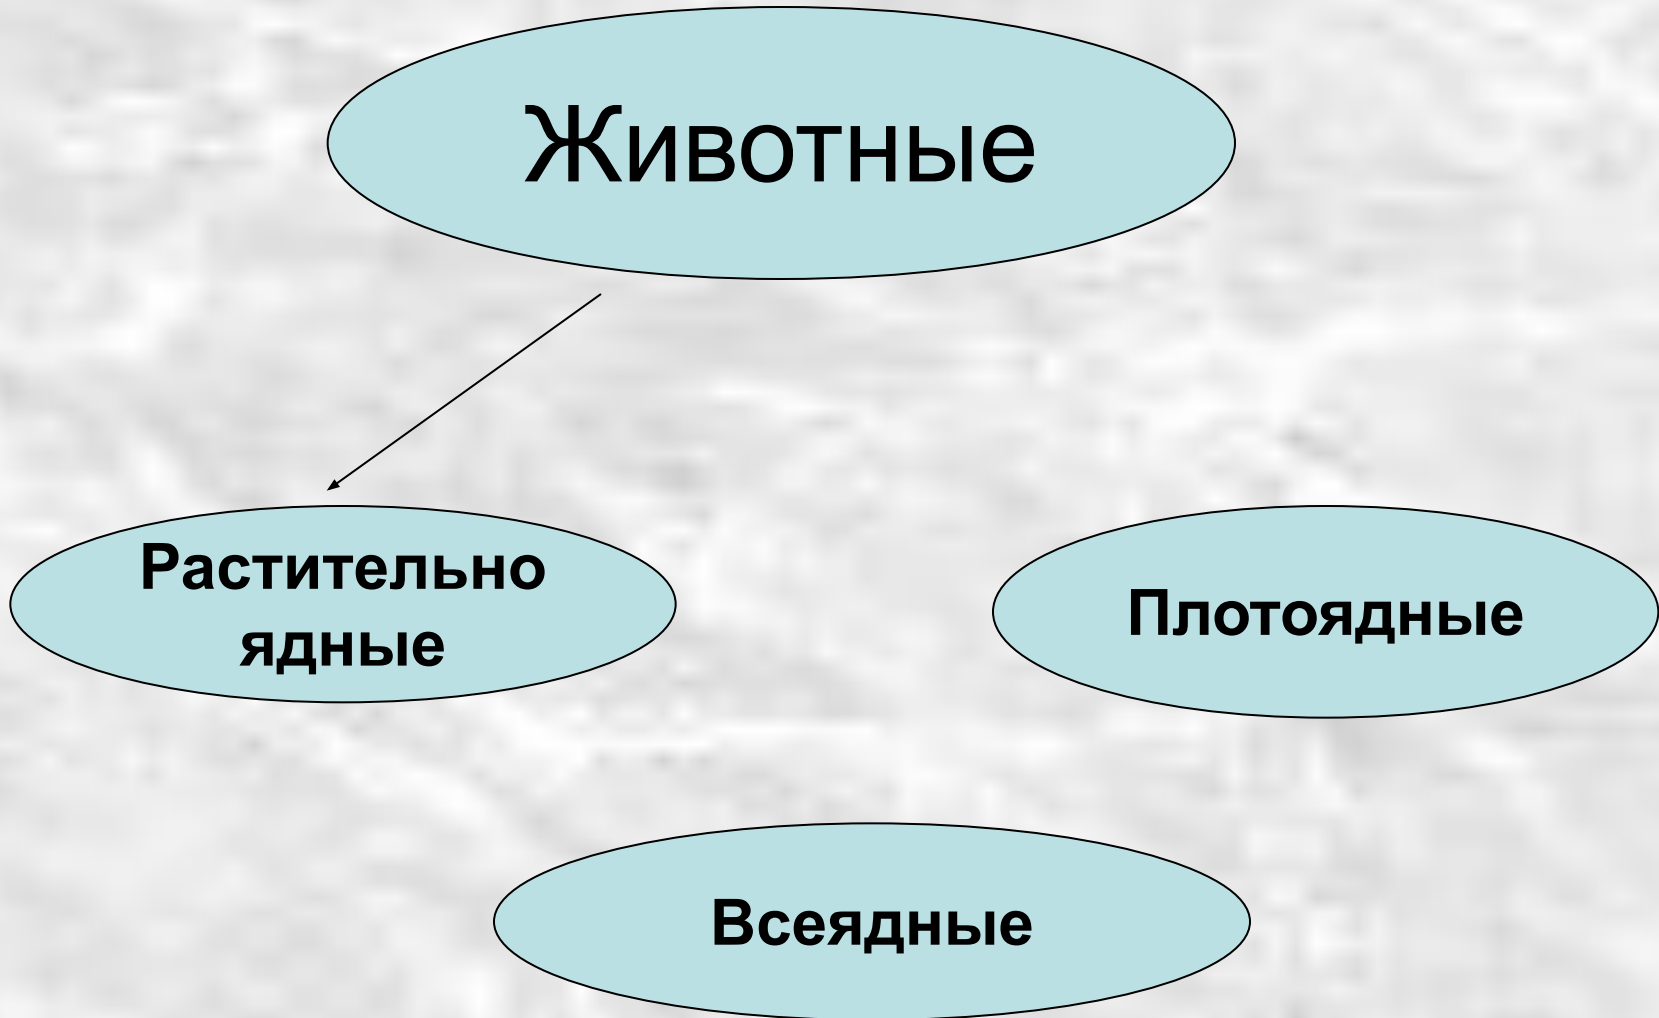 Животные
Растительно
ядные
Плотоядные
Всеядные